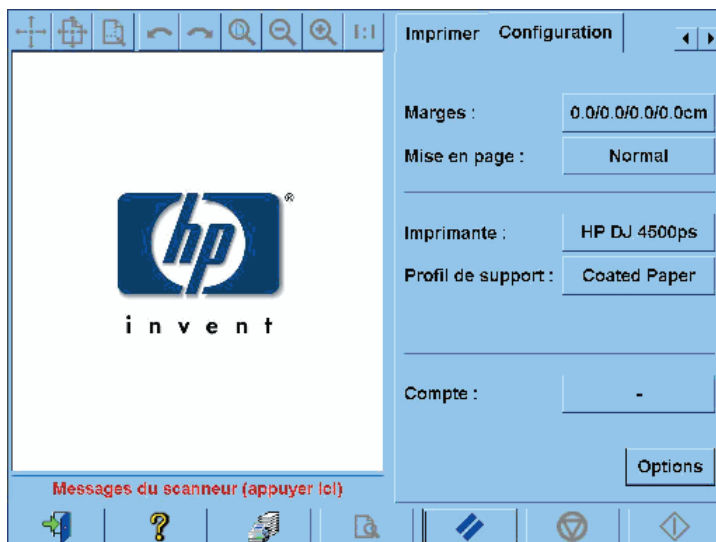 1:1
Imprimer Configuration
Marges : 0.0/0.0/0.0/0.0cm
Mise en page : Normal
hp
®
invent
Imprimante : HP DJ 4500ps
Profil de support : Coated Paper
Compte : -
Options
Messages du scanneur (appuyer ici)
?